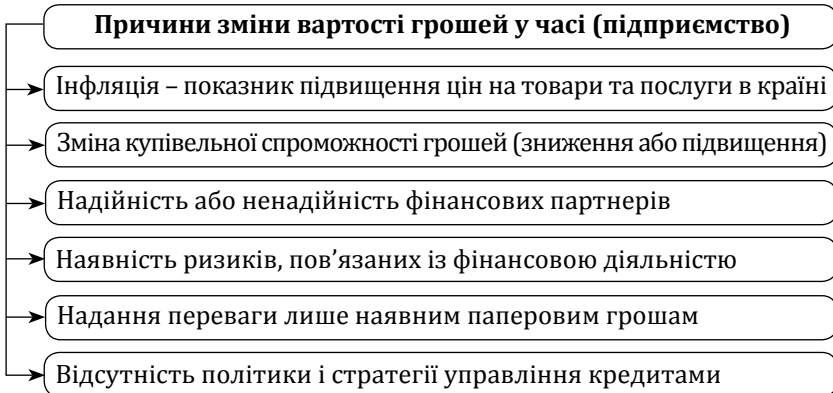 Причини зміни вартості грошей у часі (підприємство)
Інфляція – показник підвищення цін на товари та послуги в країні
Зміна купівельної спроможності грошей (зниження або підвищення)
Надійність або ненадійність фінансових партнерів
Наявність ризиків, пов’язаних із фінансовою діяльністю
Надання переваги лише наявним паперовим грошам
Відсутність політики і стратегії управління кредитами